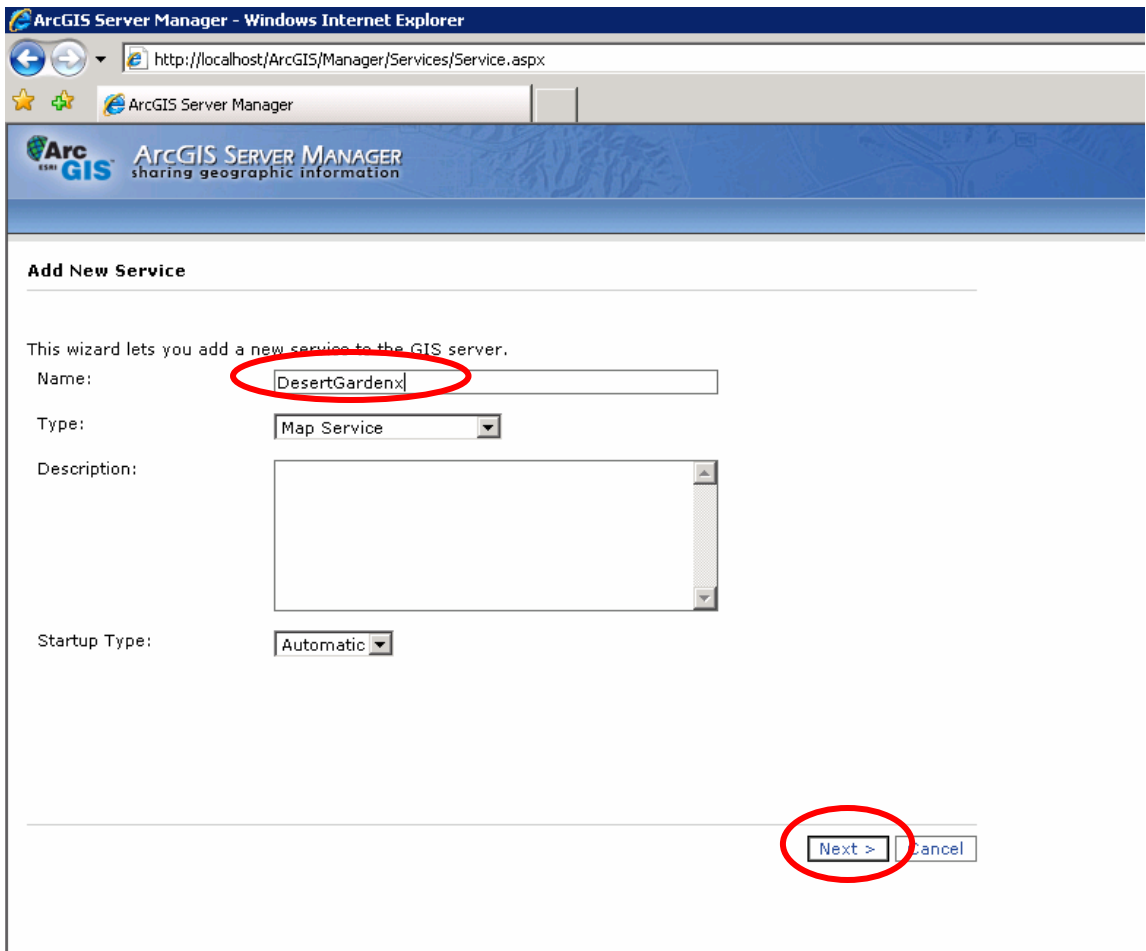 ArcGIS Server Manager - Windows Internet Explorer
http://localhost/ArcGIS/Manager/Services/Service.aspx
ArcGIS Server Manager
Arc GIS ESRI
ArcGIS SERVER MANAGER
sharing geographic information
Add New Service
This wizard lets you add a new service to the GIS server.
Name: DesertGardenx
Type: Map Service
Description:
Startup Type: Automatic
Next > Cancel